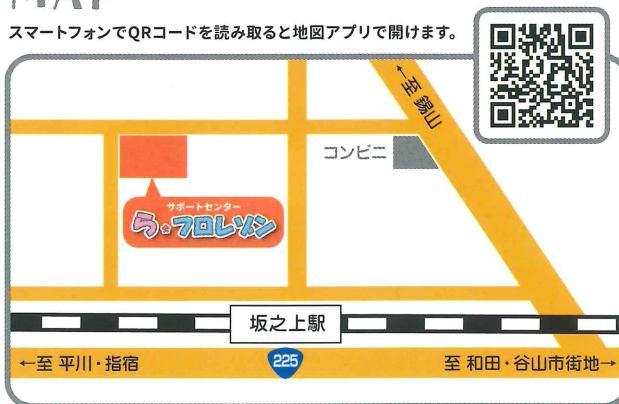 MAP
スマートフォンでQRコードを読み取ると地図アプリで開けます。
←至 錫山
コンビニ
サポートセンター
ら・フロレゾン
坂之上駅
←至 平川・指宿
225
至 和田・谷山市街地→